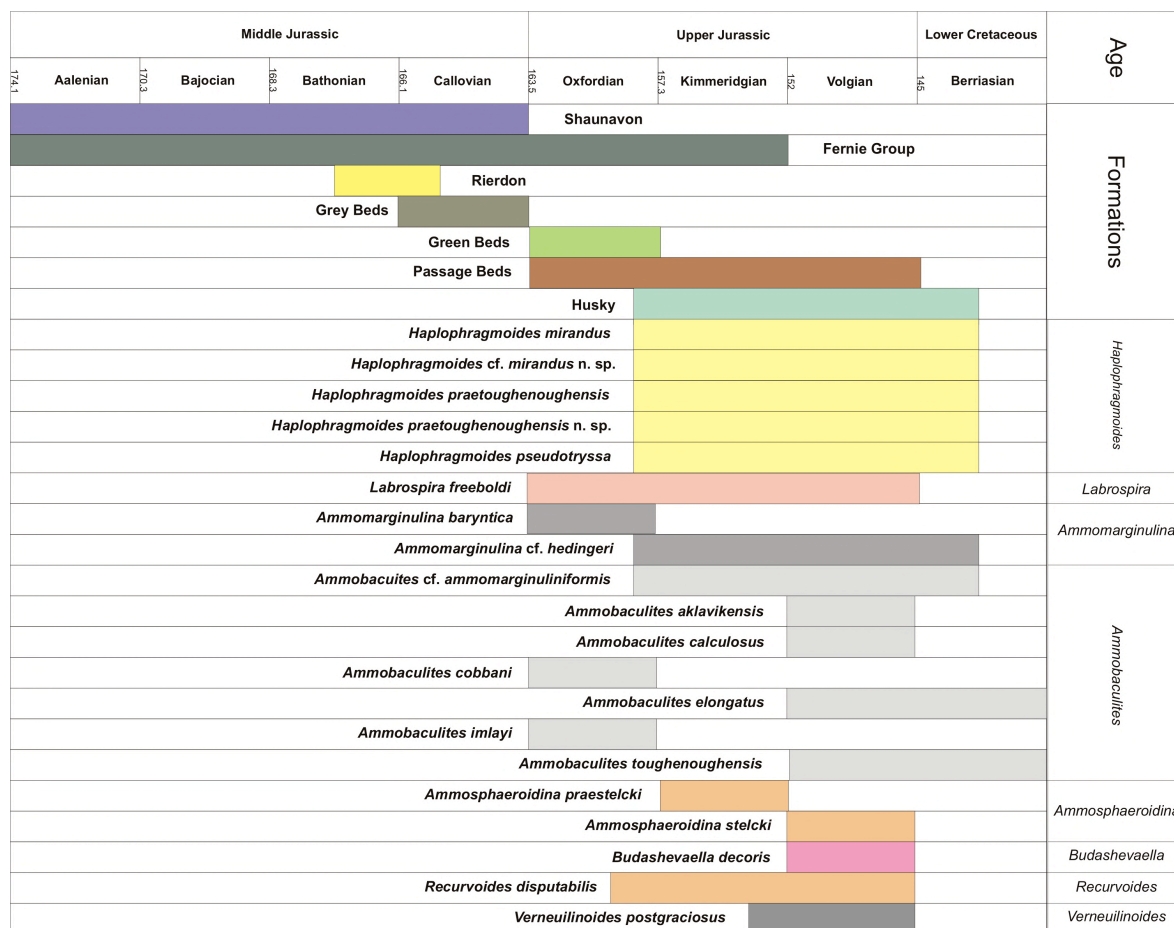 Middle Jurassic Upper Jurassic Lower Cretaceous Age
174.1 Aalenian 170.3 Bajocian 168.3 Bathonian 166.1 Callovian 163.5 Oxfordian 157.3 Kimmeridgian 152 Volgian 145 Berriasian
Shaunavon
Fernie Group
Rierdon
Grey Beds
Formations
Green Beds
Passage Beds
Husky
Haplophragmoides mirandus
Haplophragmoides cf. mirandus n. sp.
Haplophragmoides praetoughenoughensis
Haplophragmoides
Haplophragmoides praetoughenoughensis n. sp.
Haplophragmoides pseudotryssa
Labrospira freeboldi Labrospira
Ammomarginulina baryntica
Ammomarginulina
Ammomarginulina cf. hedingeri
Ammobacuites cf. ammomarginuliniformis
Ammobaculites aklavikensis
Ammobaculites calculosus
Ammobaculites cobbani
Ammobaculites
Ammobaculites elongatus
Ammobaculites imlayi
Ammobaculites toughenoughensis
Ammosphaeroidina praestelcki
Ammosphaeroidina
Ammosphaeroidina stelcki
Budashevaella decoris Budashevaella
Recurvoides disputabilis Recurvoides
Verneuilinoides postgraciosus Verneuilinoides